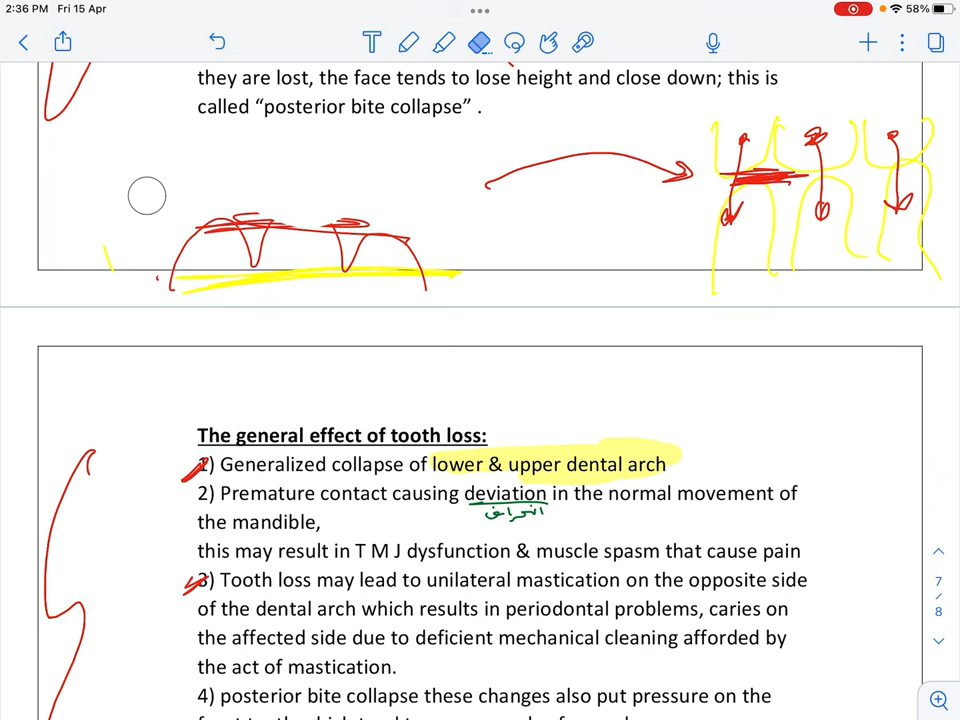 2:36 PM Fri 15 Apr
58%
they are lost, the face tends to lose height and close down; this is
called “posterior bite collapse” .
The general effect of tooth loss:
1) Generalized collapse of lower & upper dental arch
2) Premature contact causing deviation in the normal movement of
انحراف
the mandible,
this may result in T M J dysfunction & muscle spasm that cause pain
3) Tooth loss may lead to unilateral mastication on the opposite side
of the dental arch which results in periodontal problems, caries on
the affected side due to deficient mechanical cleaning afforded by
the act of mastication.
4) posterior bite collapse these changes also put pressure on the
7
/
8